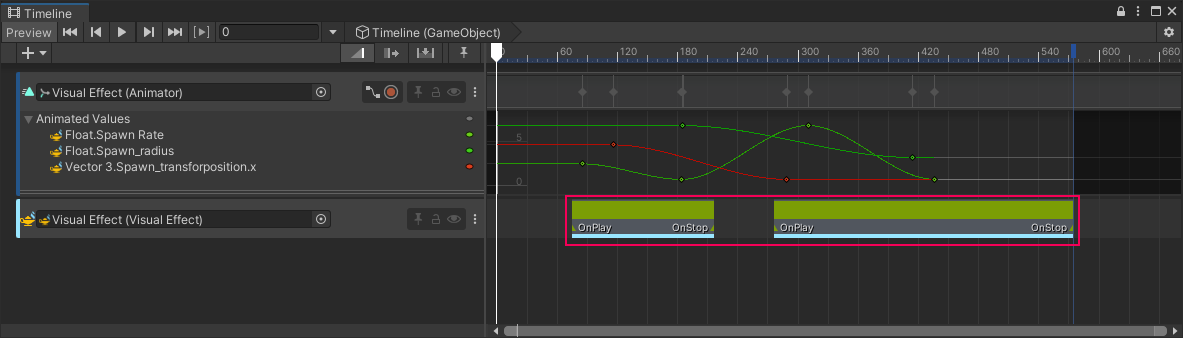 Timeline
Preview 0 Timeline (GameObject)
0 60 120 180 240 300 360 420 480 540 600 660
Visual Effect (Animator)
Animated Values
Float.Spawn Rate
Float.Spawn_radius
Vector 3.Spawn_transforposition.x
5
0
Visual Effect (Visual Effect)
OnPlay OnStop OnPlay OnStop